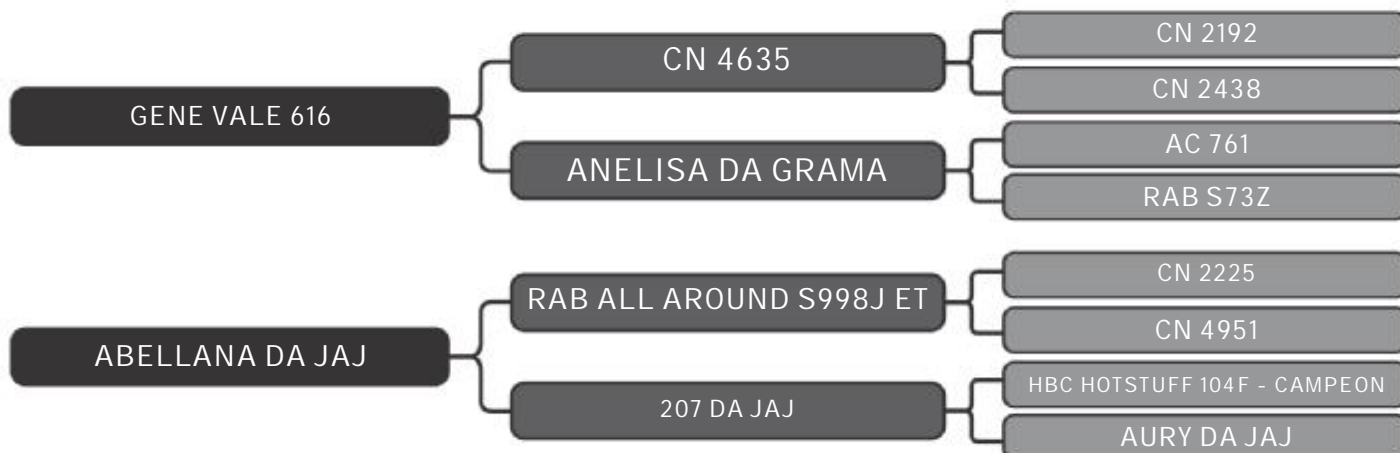 GENE VALE 616
CN 4635
ANELISA DA GRAMA
CN 2192
CN 2438
AC 761
RAB S73Z
ABELLANA DA JAJ
RAB ALL AROUND S998J ET
207 DA JAJ
CN 2225
CN 4951
HBC HOTSTUFF 104F - CAMPEON
AURY DA JAJ